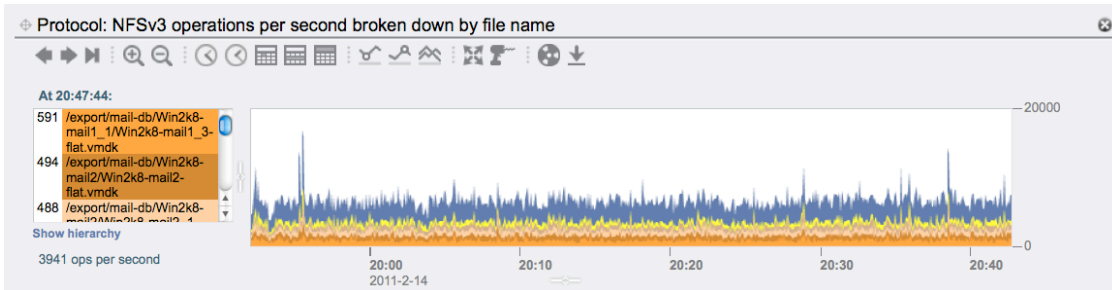 Protocol: NFSv3 operations per second broken down by file name
At 20:47:44:
591 /export/mail-db/Win2k8-
mail1_1/Win2k8-mail1_3-
flat.vmdk
494 /export/mail-db/Win2k8-
mail2/Win2k8-mail2-
flat.vmdk
488 /export/mail-db/Win2k8-
mail2/Win2k8-mail2_1
Show hierarchy
3941 ops per second
20000
0
20:00
2011-2-14
20:10
20:20
20:30
20:40